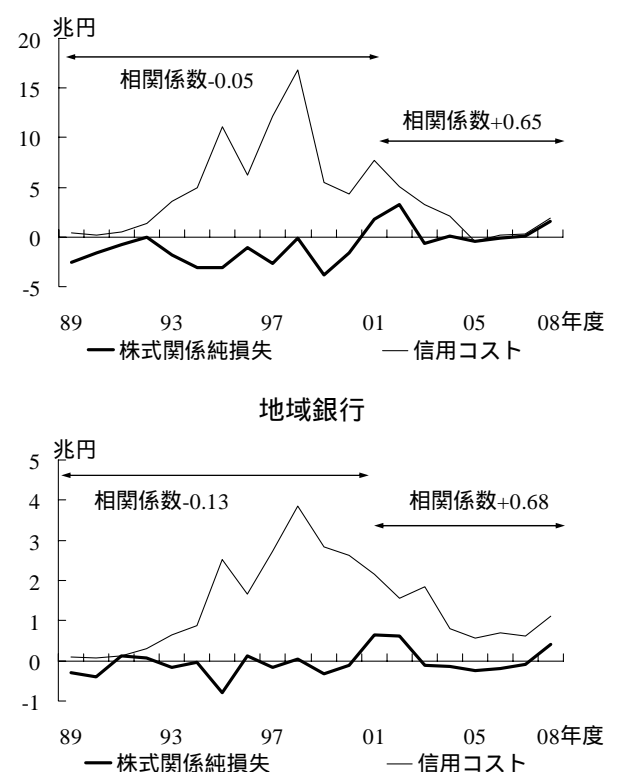 兆円
20
15
10
5
0
-5
相関係数-0.05
相関係数+0.65
89 93 97 01 05 08年度
株式関係純損失 信用コスト
地域銀行
兆円
5
4
3
2
1
0
-1
相関係数-0.13
相関係数+0.68
89 93 97 01 05 08年度
株式関係純損失 信用コスト